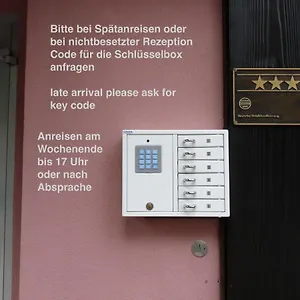 Bitte bei Spätanreisen oder
bei nichtbesetzter Rezeption
Code für die Schlüsselbox
anfragen
late arrival please ask for
key code
Anreisen am
Wochenende
bis 17 Uhr
oder nach
Absprache